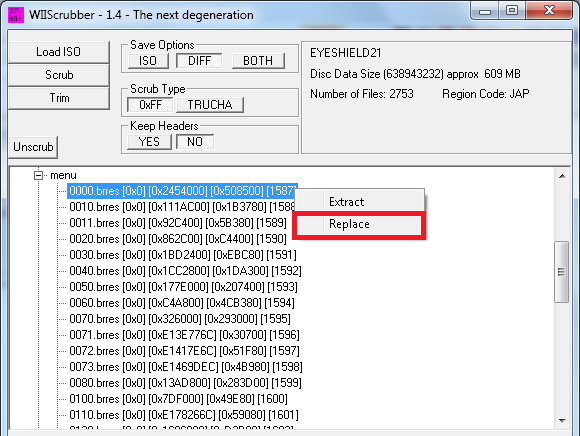 WIIScrubber - 1.4 - The next degeneration
Load ISO
Scrub
Trim
Unscrub
Save Options
ISO DIFF BOTH
Scrub Type
0xFF TRUCHA
Keep Headers
YES NO
EYESHIELD21
Disc Data Size (638943232) approx 609 MB
Number of Files: 2753 Region Code: JAP
menu
0000.brres [0x0] [0x2454000] [0x508500] [1587]
0010.brres [0x0] [0x111AC00] [0x1B3780] [1588
0011.brres [0x0] [0x92C400] [0x5B380] [1589]
0020.brres [0x0] [0x862C00] [0xC4400] [1590]
0030.brres [0x0] [0x1BD2400] [0xEBC80] [1591]
0040.brres [0x0] [0x1CC2800] [0x1DA300] [1592]
0050.brres [0x0] [0x177E000] [0x207400] [1593]
0060.brres [0x0] [0xC4A800] [0x4CB380] [1594]
0070.brres [0x0] [0x326000] [0x293000] [1595]
0071.brres [0x0] [0xE13E776C] [0x30700] [1596]
0072.brres [0x0] [0xE1417E6C] [0x51F80] [1597]
0073.brres [0x0] [0xE1469DEC] [0x4B980] [1598]
0080.brres [0x0] [0x13AD800] [0x283D00] [1599]
0100.brres [0x0] [0x7DF000] [0x49E80] [1600]
0110.brres [0x0] [0xE178266C] [0x59080] [1601]
Extract
Replace